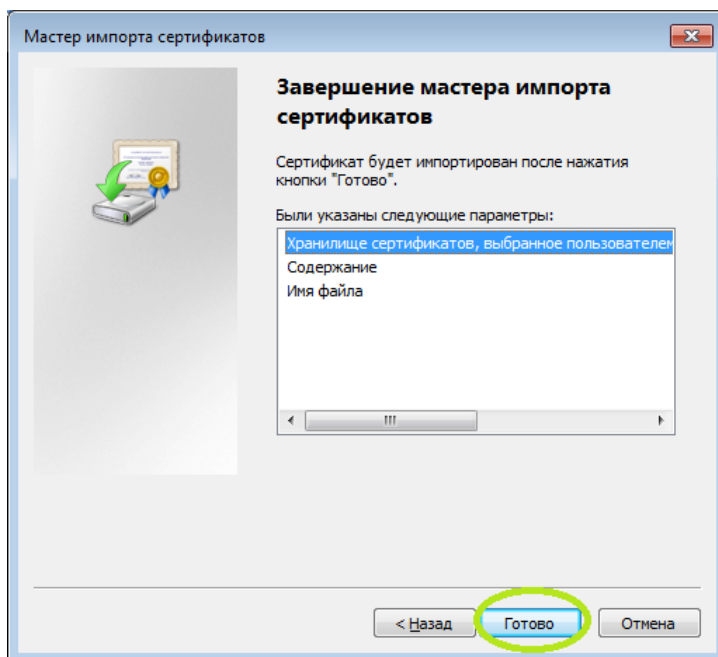 Мастер импорта сертификатов
Завершение мастера импорта
сертификатов
Сертификат будет импортирован после нажатия
кнопки "Готово".
Были указаны следующие параметры:
Хранилище сертификатов, выбранное пользователем
Содержание
Имя файла
< Назад
Готово
Отмена